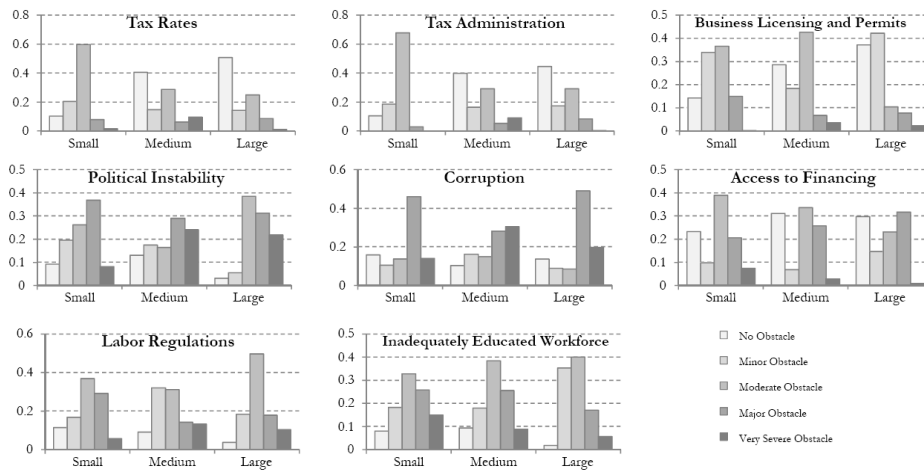 Tax Rates
0.8
0.6
0.4
0.2
0
Small Medium Large
Tax Administration
0.8
0.6
0.4
0.2
0
Small Medium Large
Business Licensing and Permits
0.5
0.4
0.3
0.2
0.1
0
Small Medium Large
Political Instability
0.5
0.4
0.3
0.2
0.1
0
Small Medium Large
Corruption
0.6
0.4
0.2
0
Small Medium Large
Access to Financing
0.5
0.4
0.3
0.2
0.1
0
Small Medium Large
Labor Regulations
0.6
0.4
0.2
0
Small Medium Large
Inadequately Educated Workforce
0.5
0.4
0.3
0.2
0.1
0
Small Medium Large
No Obstacle
Minor Obstacle
Moderate Obstacle
Major Obstacle
Very Severe Obstacle